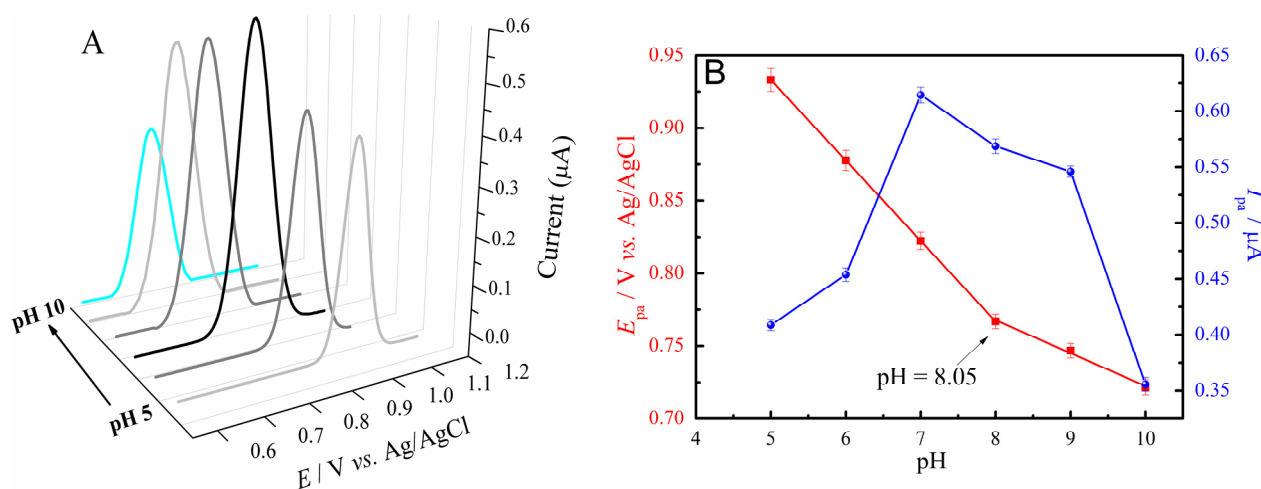 A
0.6
0.5
0.4
0.3
0.2
0.1
0.0
Current (μA)
pH 10
pH 5
0.6 0.7 0.8 0.9 1.0 1.1 1.2
E / V vs. Ag/AgCl
B
0.95
0.90
0.85
0.80
0.75
0.70
Epa / V vs. Ag/AgCl
0.65
0.60
0.55
0.50
0.45
0.40
0.35
Ipa / μA
pH = 8.05
4 5 6 7 8 9 10
pH